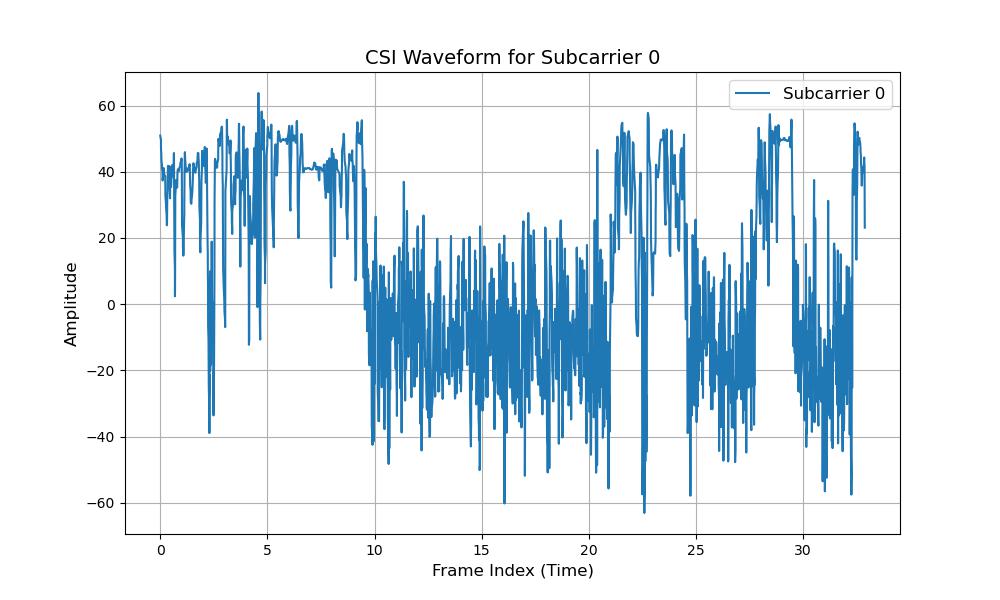 CSI Waveform for Subcarrier 0
Subcarrier 0
60
40
20
0
−20
−40
−60
Amplitude
0 5 10 15 20 25 30
Frame Index (Time)